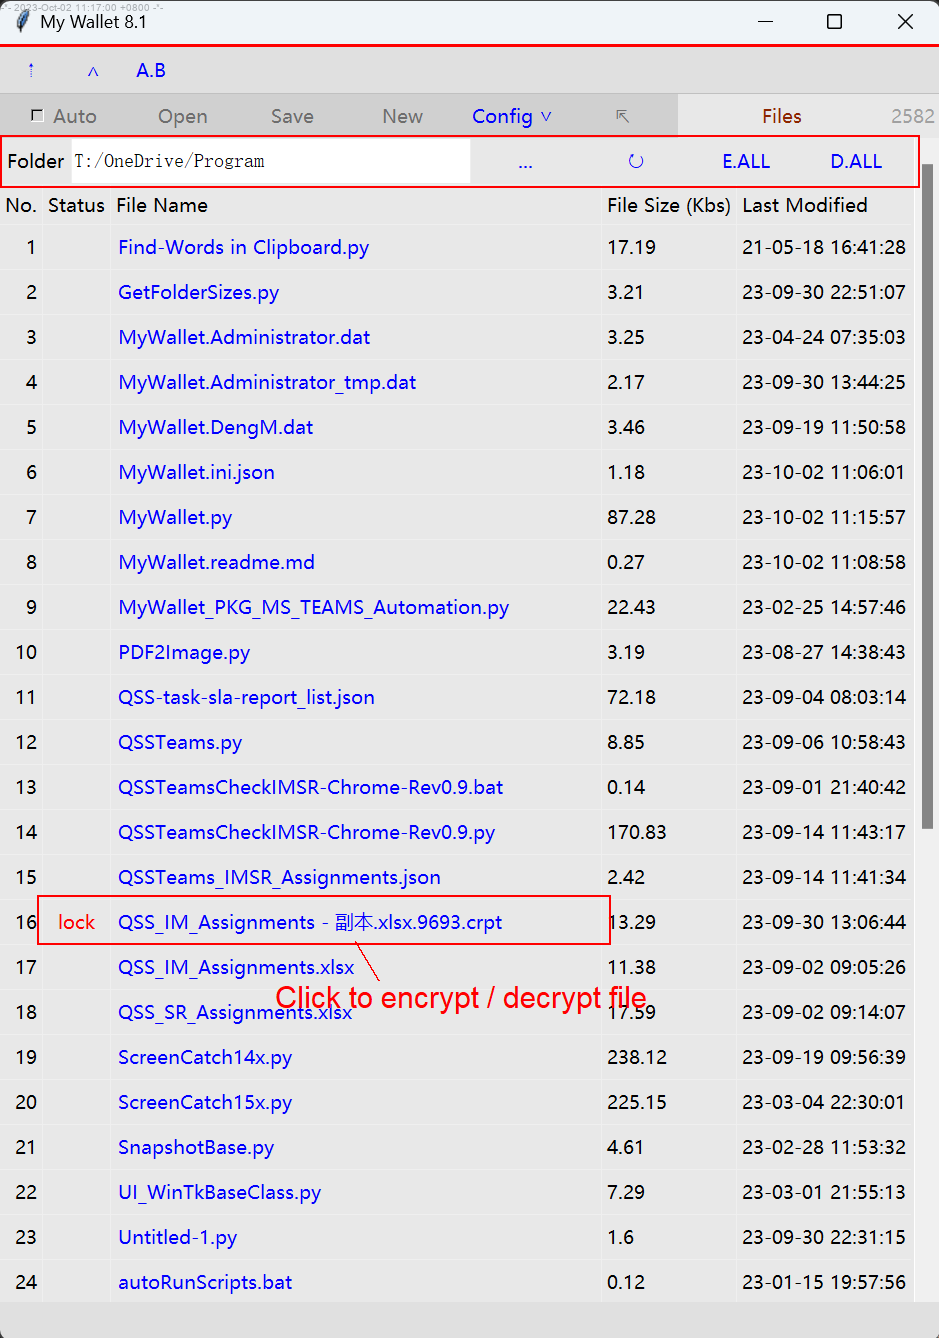 -*- 2023-Oct-02 11:17:00 +0800 -*-
My Wallet 8.1
A.B
Auto Open Save New Config Files 2582
Folder T:/OneDrive/Program ... E.ALL D.ALL
No. Status File Name File Size (Kbs) Last Modified
1 Find-Words in Clipboard.py 17.19 21-05-18 16:41:28
2 GetFolderSizes.py 3.21 23-09-30 22:51:07
3 MyWallet.Administrator.dat 3.25 23-04-24 07:35:03
4 MyWallet.Administrator_tmp.dat 2.17 23-09-30 13:44:25
5 MyWallet.DengM.dat 3.46 23-09-19 11:50:58
6 MyWallet.ini.json 1.18 23-10-02 11:06:01
7 MyWallet.py 87.28 23-10-02 11:15:57
8 MyWallet.readme.md 0.27 23-10-02 11:08:58
9 MyWallet_PKG_MS_TEAMS_Automation.py 22.43 23-02-25 14:57:46
10 PDF2Image.py 3.19 23-08-27 14:38:43
11 QSS-task-sla-report_list.json 72.18 23-09-04 08:03:14
12 QSSTeams.py 8.85 23-09-06 10:58:43
13 QSSTeamsCheckIMSR-Chrome-Rev0.9.bat 0.14 23-09-01 21:40:42
14 QSSTeamsCheckIMSR-Chrome-Rev0.9.py 170.83 23-09-14 11:43:17
15 QSSTeams_IMSR_Assignments.json 2.42 23-09-14 11:41:34
16 lock QSS_IM_Assignments - 副本.xlsx.9693.crpt 13.29 23-09-30 13:06:44
17 QSS_IM_Assignments.xlsx 11.38 23-09-02 09:05:26
Click to encrypt / decrypt file
18 QSS_SR_Assignments.xlsx 17.59 23-09-02 09:14:07
19 ScreenCatch14x.py 238.12 23-09-19 09:56:39
20 ScreenCatch15x.py 225.15 23-03-04 22:30:01
21 SnapshotBase.py 4.61 23-02-28 11:53:32
22 UI_WinTkBaseClass.py 7.29 23-03-01 21:55:13
23 Untitled-1.py 1.6 23-09-30 22:31:15
24 autoRunScripts.bat 0.12 23-01-15 19:57:56